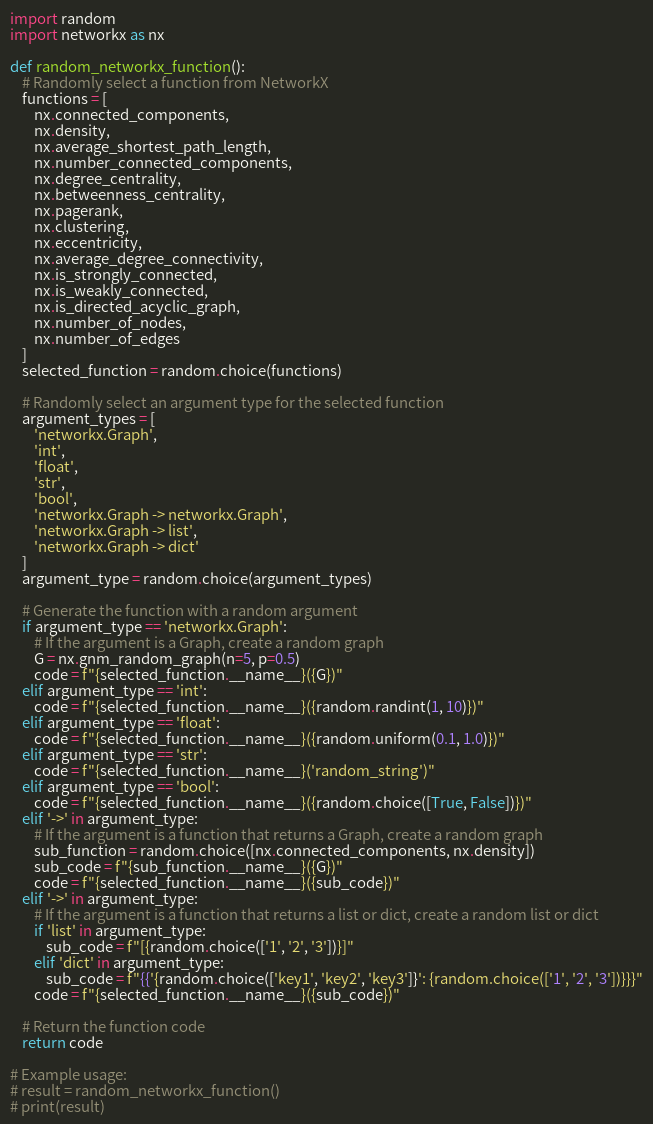 import random
import networkx as nx

def random_networkx_function():
    # Randomly select a function from NetworkX
    functions = [
        nx.connected_components,
        nx.density,
        nx.average_shortest_path_length,
        nx.number_connected_components,
        nx.degree_centrality,
        nx.betweenness_centrality,
        nx.pagerank,
        nx.clustering,
        nx.eccentricity,
        nx.average_degree_connectivity,
        nx.is_strongly_connected,
        nx.is_weakly_connected,
        nx.is_directed_acyclic_graph,
        nx.number_of_nodes,
        nx.number_of_edges
    ]
    selected_function = random.choice(functions)

    # Randomly select an argument type for the selected function
    argument_types = [
        'networkx.Graph',
        'int',
        'float',
        'str',
        'bool',
        'networkx.Graph -> networkx.Graph',
        'networkx.Graph -> list',
        'networkx.Graph -> dict'
    ]
    argument_type = random.choice(argument_types)

    # Generate the function with a random argument
    if argument_type == 'networkx.Graph':
        # If the argument is a Graph, create a random graph
        G = nx.gnm_random_graph(n=5, p=0.5)
        code = f"{selected_function.__name__}({G})"
    elif argument_type == 'int':
        code = f"{selected_function.__name__}({random.randint(1, 10)})"
    elif argument_type == 'float':
        code = f"{selected_function.__name__}({random.uniform(0.1, 1.0)})"
    elif argument_type == 'str':
        code = f"{selected_function.__name__}('random_string')"
    elif argument_type == 'bool':
        code = f"{selected_function.__name__}({random.choice([True, False])})"
    elif '->' in argument_type:
        # If the argument is a function that returns a Graph, create a random graph
        sub_function = random.choice([nx.connected_components, nx.density])
        sub_code = f"{sub_function.__name__}({G})"
        code = f"{selected_function.__name__}({sub_code})"
    elif '->' in argument_type:
        # If the argument is a function that returns a list or dict, create a random list or dict
        if 'list' in argument_type:
            sub_code = f"[{random.choice(['1', '2', '3'])}]"
        elif 'dict' in argument_type:
            sub_code = f"{{'{random.choice(['key1', 'key2', 'key3']}': {random.choice(['1', '2', '3'])}}}"
        code = f"{selected_function.__name__}({sub_code})"

    # Return the function code
    return code

# Example usage:
# result = random_networkx_function()
# print(result)